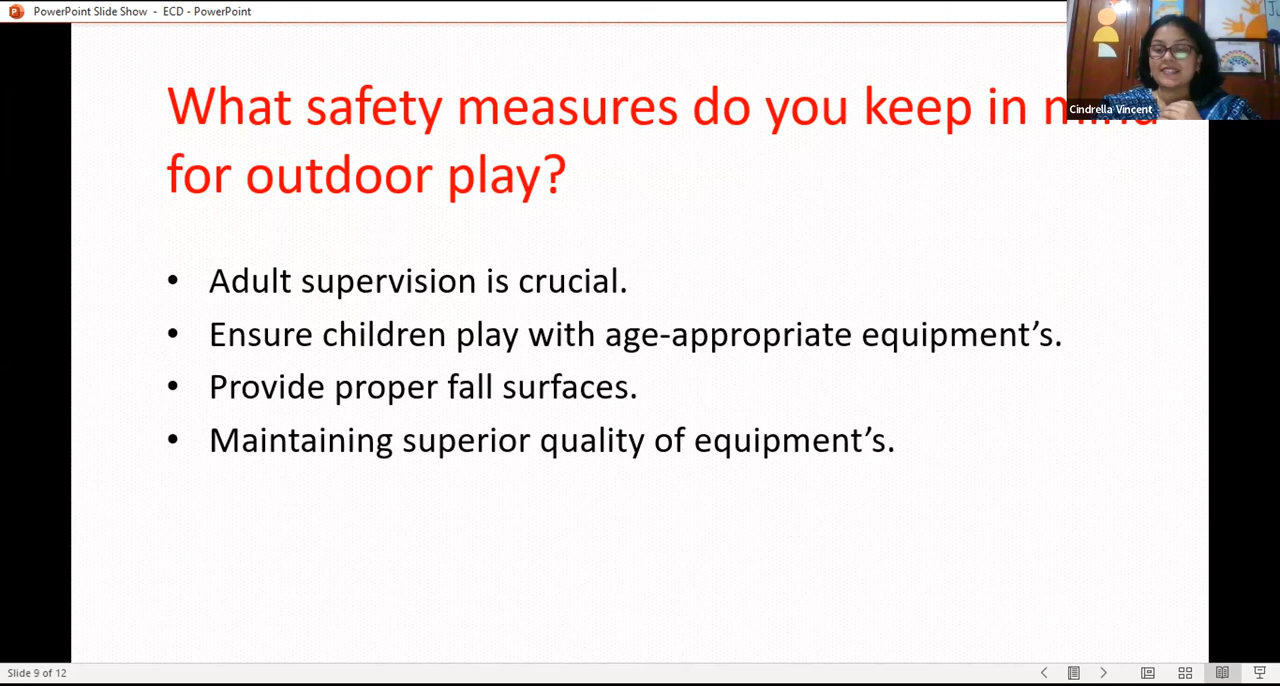 PowerPoint Slide Show - ECD - PowerPoint
What safety measures do you keep in
for outdoor play?
Cindrella Vincent
• Adult supervision is crucial.
• Ensure children play with age-appropriate equipment’s.
• Provide proper fall surfaces.
• Maintaining superior quality of equipment’s.
Slide 9 of 12